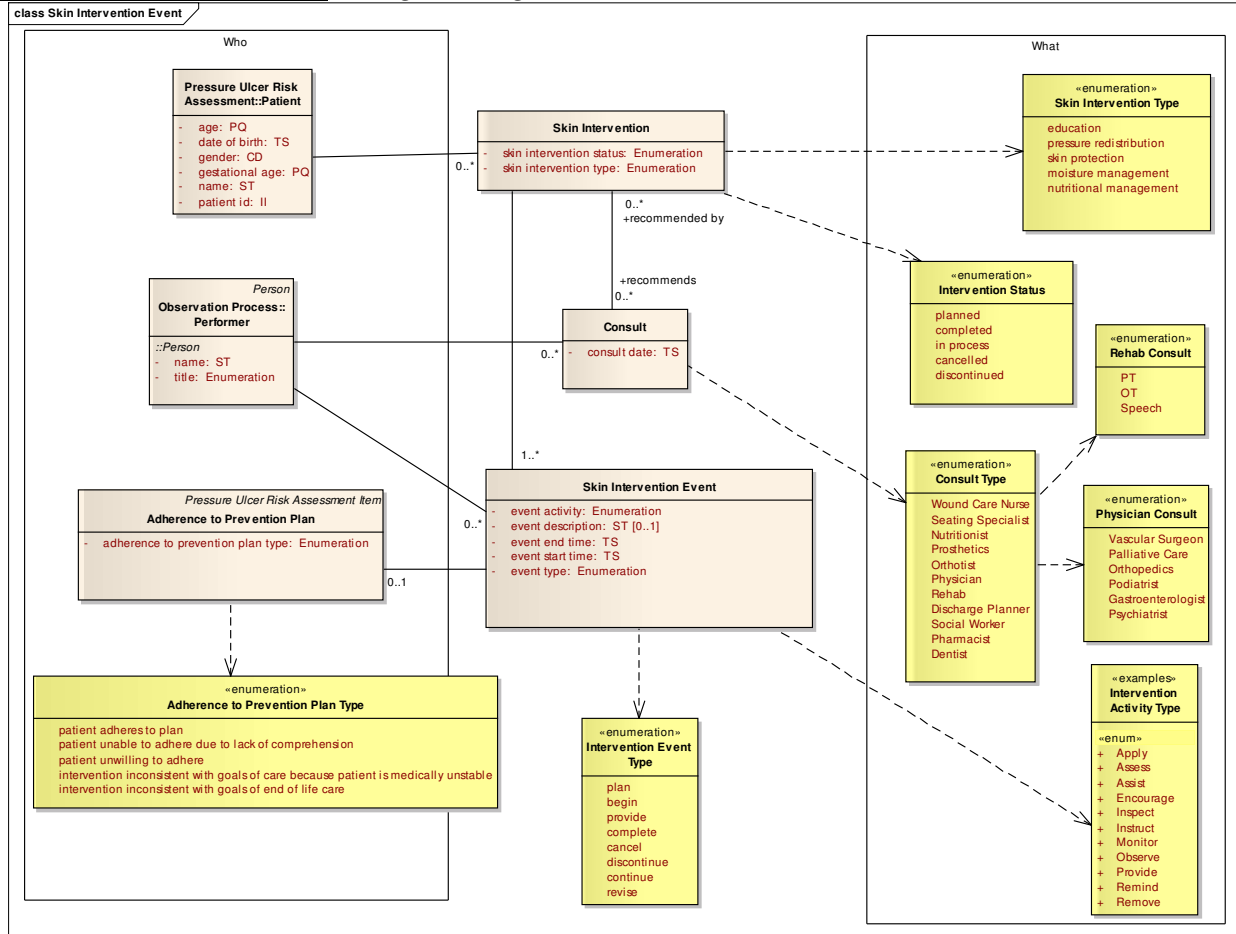 class Skin Intervention Event
Who
What
Pressure Ulcer Risk
Assessment::Patient
- age: PQ
- date of birth: TS
- gender: CD
- gestational age: PQ
- name: ST
- patient id: II
Skin Intervention
- skin intervention status: Enumeration
- skin intervention type: Enumeration
0..*
0..*
+recommended by
+recommends
0..*
«enumeration»
Skin Intervention Type
education
pressure redistribution
skin protection
moisture management
nutritional management
«enumeration»
Intervention Status
planned
completed
in process
cancelled
discontinued
Person
Observation Process::
Performer
::Person
- name: ST
- title: Enumeration
Consult
- consult date: TS
0..*
«enumeration»
Rehab Consult
PT
OT
Speech
«enumeration»
Consult Type
Wound Care Nurse
Seating Specialist
Nutritionist
Prosthetics
Orthotist
Physician
Rehab
Discharge Planner
Social Worker
Pharmacist
Dentist
«enumeration»
Physician Consult
Vascular Surgeon
Palliative Care
Orthopedics
Podiatrist
Gastroenterologist
Psychiatrist
1..*
Skin Intervention Event
- event activity: Enumeration
- event description: ST [0..1]
- event end time: TS
- event start time: TS
- event type: Enumeration
0..*
0..1
Pressure Ulcer Risk Assessment Item
Adherence to Prevention Plan
- adherence to prevention plan type: Enumeration
«enumeration»
Adherence to Prevention Plan Type
patient adheres to plan
patient unable to adhere due to lack of comprehension
patient unwilling to adhere
intervention inconsistent with goals of care because patient is medically unstable
intervention inconsistent with goals of end of life care
«enumeration»
Intervention Event
Type
plan
begin
provide
complete
cancel
discontinue
continue
revise
«examples»
Intervention
Activity Type
«enum»
+ Apply
+ Assess
+ Assist
+ Encourage
+ Inspect
+ Instruct
+ Monitor
+ Observe
+ Provide
+ Remind
+ Remove